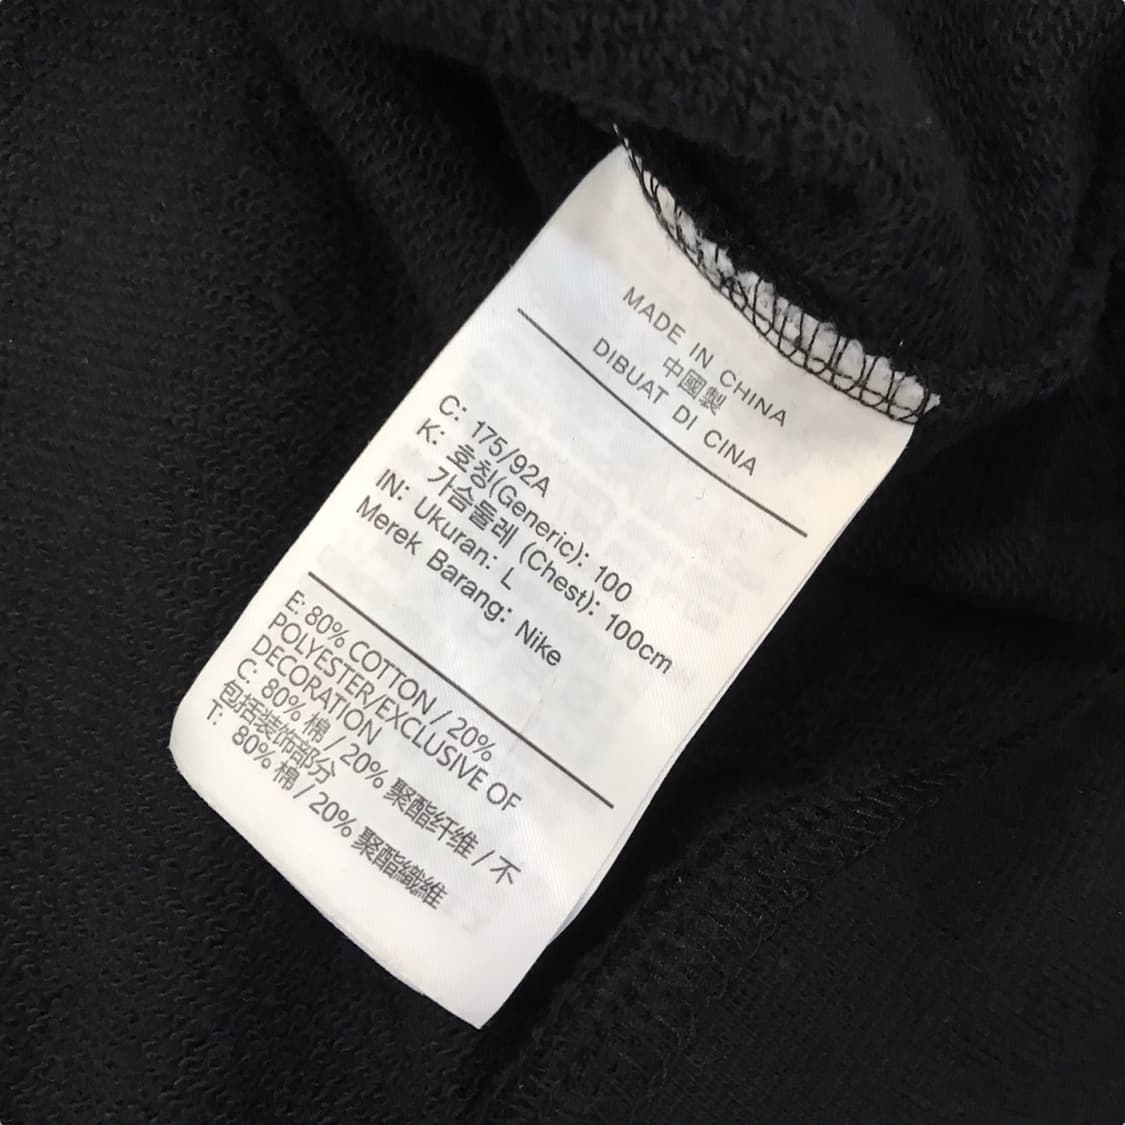 MADE IN CHINA
中國製
DIBUAT DI CINA
C: 175/92A
K: 호칭(Generic): 100
가슴둘레 (Chest): 100cm
IN: Ukuran: L
Merek Barang: Nike
E: 80% COTTON / 20%
POLYESTER/EXCLUSIVE OF
DECORATION
C: 80% 棉 / 20% 聚酯纤维 / 不
包括装饰部分
T: 80% 棉 / 20% 聚酯織維